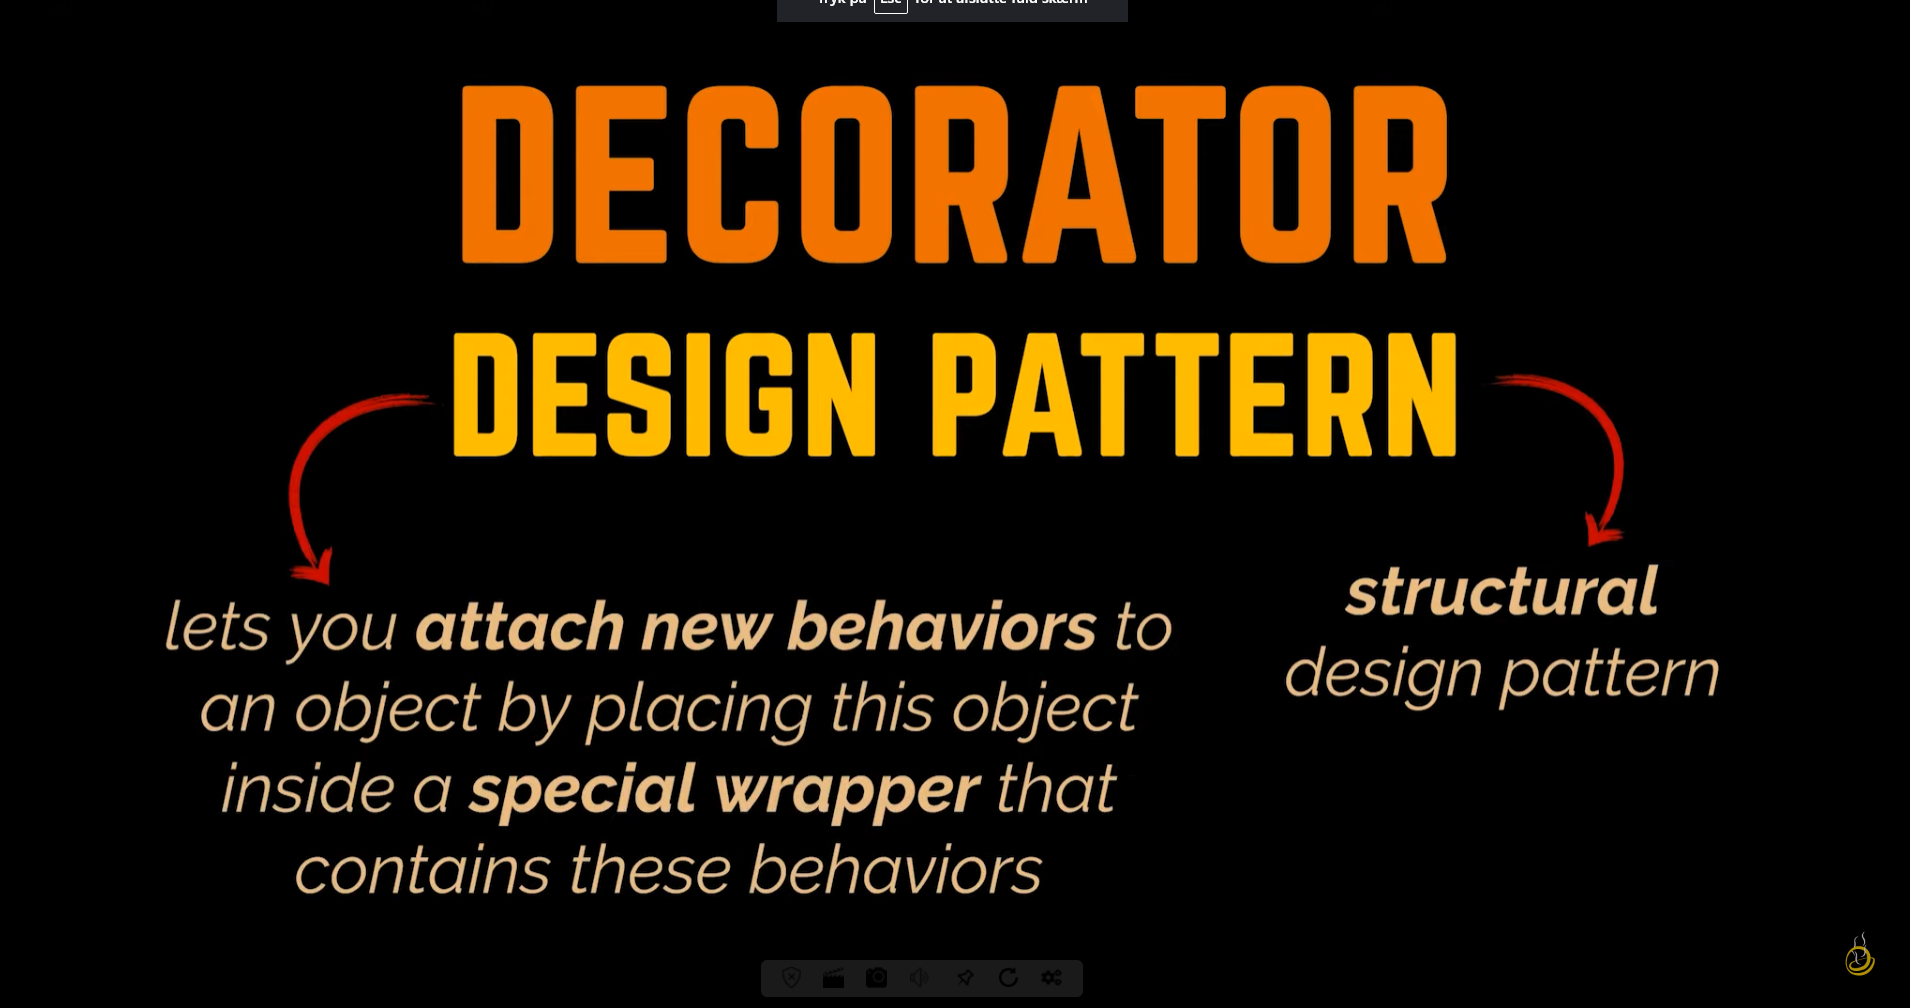 Tryk på Esc for at afslutte fuld skærm
DECORATOR
DESIGN PATTERN
lets you attach new behaviors to
an object by placing this object
inside a special wrapper that
contains these behaviors
structural
design pattern